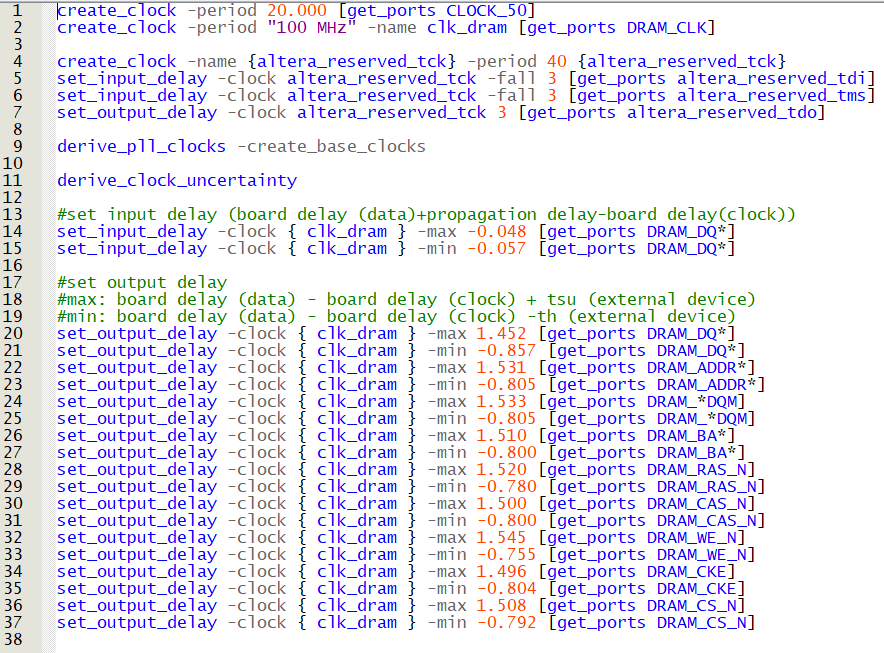 1 create_clock -period 20.000 [get_ports CLOCK_50]
2 create_clock -period "100 MHz" -name clk_dram [get_ports DRAM_CLK]
3
4 create_clock -name {altera_reserved_tck} -period 40 {altera_reserved_tck}
5 set_input_delay -clock altera_reserved_tck -fall 3 [get_ports altera_reserved_tdi]
6 set_input_delay -clock altera_reserved_tck -fall 3 [get_ports altera_reserved_tms]
7 set_output_delay -clock altera_reserved_tck 3 [get_ports altera_reserved_tdo]
8
9 derive_pll_clocks -create_base_clocks
10
11 derive_clock_uncertainty
12
13 #set input delay (board delay (data)+propagation delay-board delay(clock))
14 set_input_delay -clock { clk_dram } -max -0.048 [get_ports DRAM_DQ*]
15 set_input_delay -clock { clk_dram } -min -0.057 [get_ports DRAM_DQ*]
16
17 #set output delay
18 #max: board delay (data) - board delay (clock) + tsu (external device)
19 #min: board delay (data) - board delay (clock) -th (external device)
20 set_output_delay -clock { clk_dram } -max 1.452 [get_ports DRAM_DQ*]
21 set_output_delay -clock { clk_dram } -min -0.857 [get_ports DRAM_DQ*]
22 set_output_delay -clock { clk_dram } -max 1.531 [get_ports DRAM_ADDR*]
23 set_output_delay -clock { clk_dram } -min -0.805 [get_ports DRAM_ADDR*]
24 set_output_delay -clock { clk_dram } -max 1.533 [get_ports DRAM_*DQM]
25 set_output_delay -clock { clk_dram } -min -0.805 [get_ports DRAM_*DQM]
26 set_output_delay -clock { clk_dram } -max 1.510 [get_ports DRAM_BA*]
27 set_output_delay -clock { clk_dram } -min -0.800 [get_ports DRAM_BA*]
28 set_output_delay -clock { clk_dram } -max 1.520 [get_ports DRAM_RAS_N]
29 set_output_delay -clock { clk_dram } -min -0.780 [get_ports DRAM_RAS_N]
30 set_output_delay -clock { clk_dram } -max 1.500 [get_ports DRAM_CAS_N]
31 set_output_delay -clock { clk_dram } -min -0.800 [get_ports DRAM_CAS_N]
32 set_output_delay -clock { clk_dram } -max 1.545 [get_ports DRAM_WE_N]
33 set_output_delay -clock { clk_dram } -min -0.755 [get_ports DRAM_WE_N]
34 set_output_delay -clock { clk_dram } -max 1.496 [get_ports DRAM_CKE]
35 set_output_delay -clock { clk_dram } -min -0.804 [get_ports DRAM_CKE]
36 set_output_delay -clock { clk_dram } -max 1.508 [get_ports DRAM_CS_N]
37 set_output_delay -clock { clk_dram } -min -0.792 [get_ports DRAM_CS_N]
38